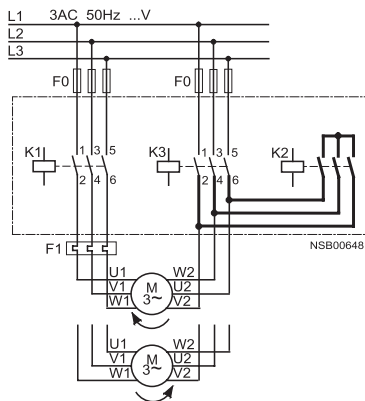 L1 3AC 50Hz ...V
L2
L3
F0 F0
K1 1 3 5 K3 1 3 5 K2
2 4 6 2 4 6
NSB00648
F1
U1 M 3~ W2
V1 U2
W1 V2
U1 M 3~ W2
V1 U2
W1 V2